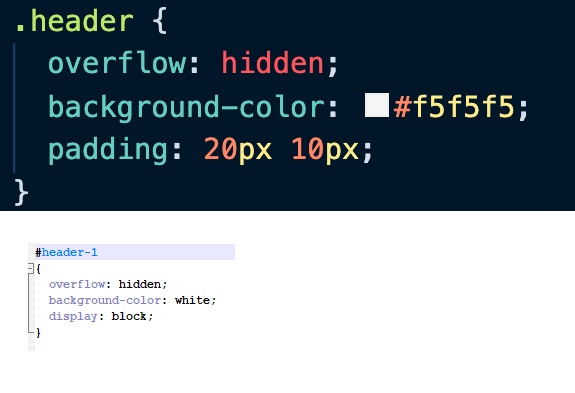 .header {
overflow: hidden;
background-color: #f5f5f5;
padding: 20px 10px;
}
#header-1
{
overflow: hidden;
background-color: white;
display: block;
}